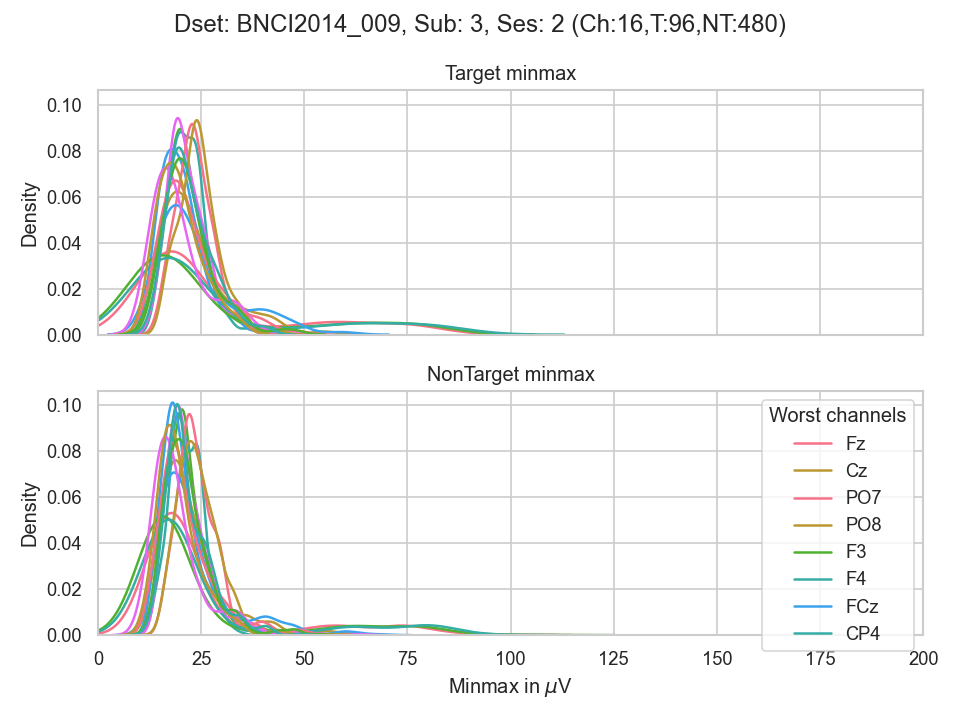 Dset: BNCI2014_009, Sub: 3, Ses: 2 (Ch:16,T:96,NT:480)
Target minmax
0.10
0.08
0.06
0.04
0.02
0.00
Density
NonTarget minmax
0.10
0.08
0.06
0.04
0.02
0.00
Density
Worst channels
Fz
Cz
PO7
PO8
F3
F4
FCz
CP4
0 25 50 75 100 125 150 175 200
Minmax in μV